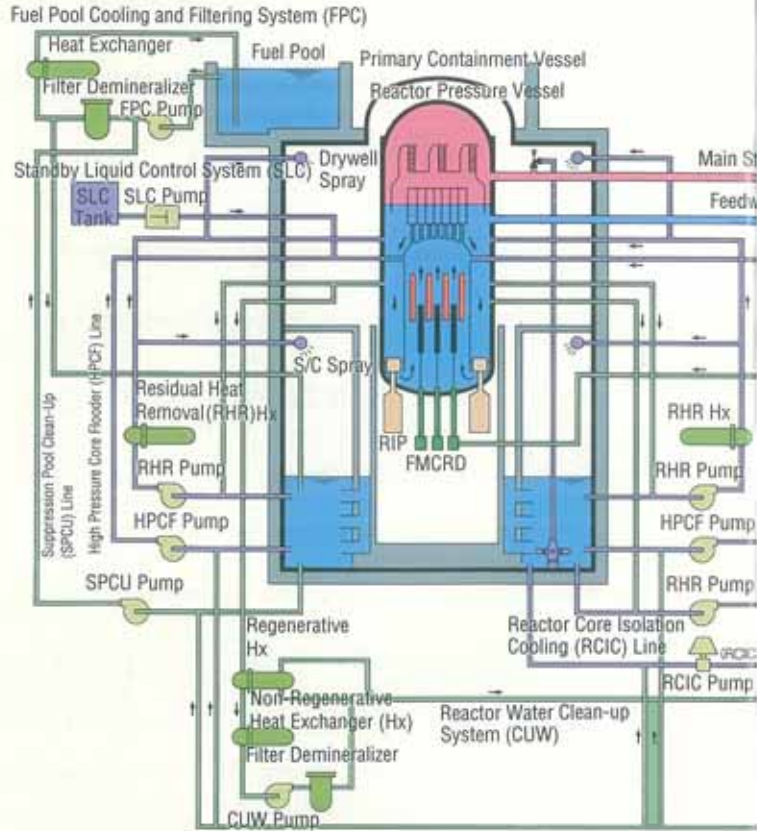 Fuel Pool Cooling and Filtering System (FPC)
Heat Exchanger
Fuel Pool
Primary Containment Vessel
Filter Demineralizer
Reactor Pressure Vessel
FPC Pump
Standby Liquid Control System (SLC)
Drywell
Spray
Main St
SLC
Tank
SLC Pump
Feedw
S/C Spray
Residual Heat
Removal(RHR)Hx
RHR Hx
RIP
FMCRD
RHR Pump
RHR Pump
Suppression Pool Clean-Up
(SPCU) Line
High Pressure Core Flooder (HPCF) Line
HPCF Pump
HPCF Pump
SPCU Pump
RHR Pump
Regenerative
Hx
Reactor Core Isolation
Cooling (RCIC) Line
(RCIC
RCIC Pump
Non-Regenerative
Heat Exchanger (Hx)
Reactor Water Clean-up
System (CUW)
Filter Demineralizer
CUW Pump